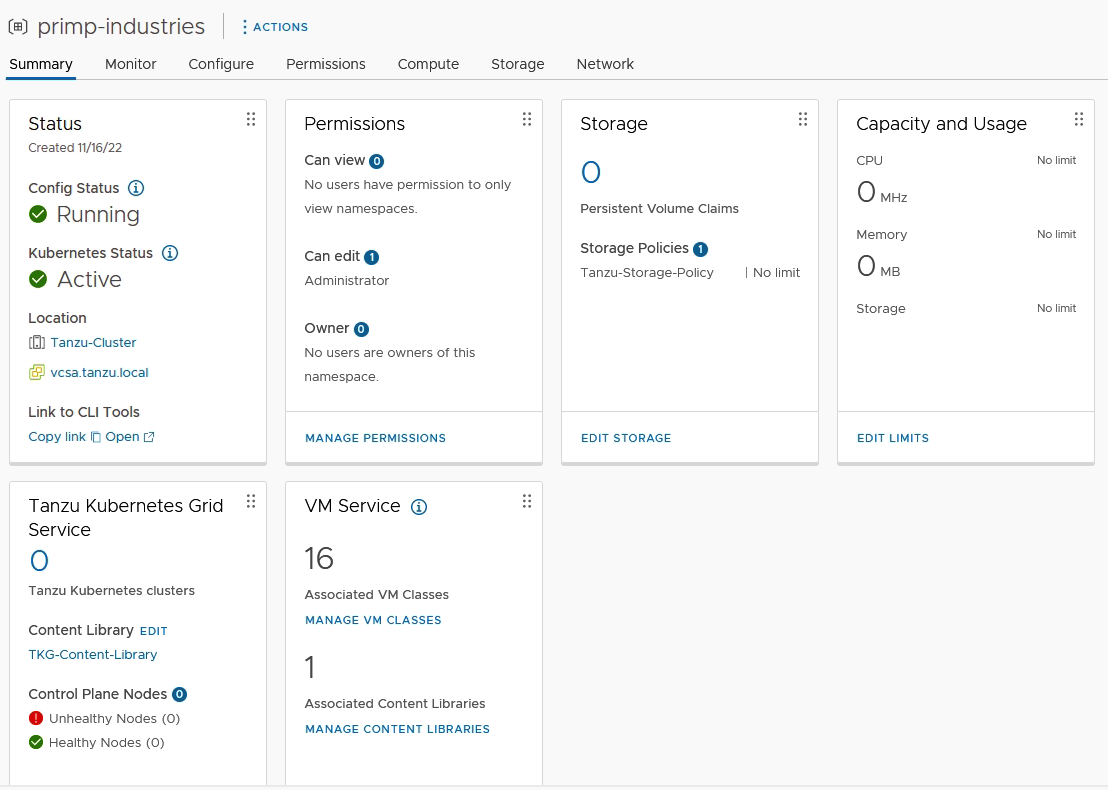 primp-industries
ACTIONS
Summary Monitor Configure Permissions Compute Storage Network
Status
Created 11/16/22
Config Status
Running
Kubernetes Status
Active
Location
Tanzu-Cluster
vcsa.tanzu.local
Link to CLI Tools
Copy link Open
Permissions
Can view 0
No users have permission to only
view namespaces.
Can edit 1
Administrator
Owner 0
No users are owners of this
namespace.
MANAGE PERMISSIONS
Storage
0
Persistent Volume Claims
Storage Policies 1
Tanzu-Storage-Policy | No limit
EDIT STORAGE
Capacity and Usage
CPU No limit
0 MHz
Memory No limit
0 MB
Storage No limit
EDIT LIMITS
Tanzu Kubernetes Grid
Service
0
Tanzu Kubernetes clusters
Content Library EDIT
TKG-Content-Library
Control Plane Nodes 0
Unhealthy Nodes (0)
Healthy Nodes (0)
VM Service
16
Associated VM Classes
MANAGE VM CLASSES
1
Associated Content Libraries
MANAGE CONTENT LIBRARIES